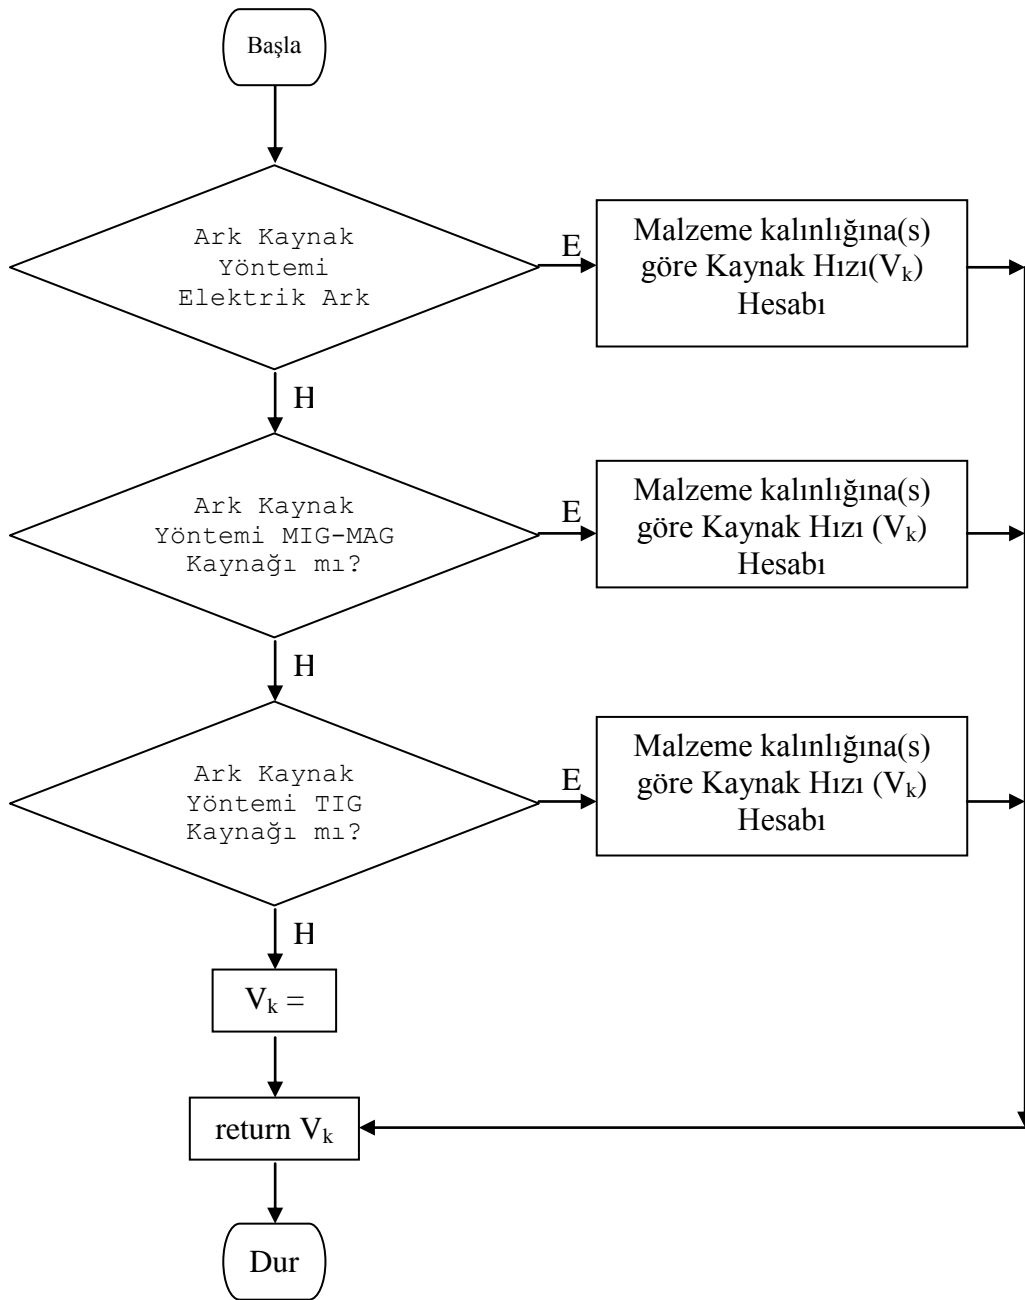 Başla
Ark Kaynak
Yöntemi
Elektrik Ark
E
Malzeme kalınlığına(s)
göre Kaynak Hızı(Vk)
Hesabı
H
Ark Kaynak
Yöntemi MIG-MAG
Kaynağı mı?
E
Malzeme kalınlığına(s)
göre Kaynak Hızı (Vk)
Hesabı
H
Ark Kaynak
Yöntemi TIG
Kaynağı mı?
E
Malzeme kalınlığına(s)
göre Kaynak Hızı (Vk)
Hesabı
H
Vk =
return Vk
Dur